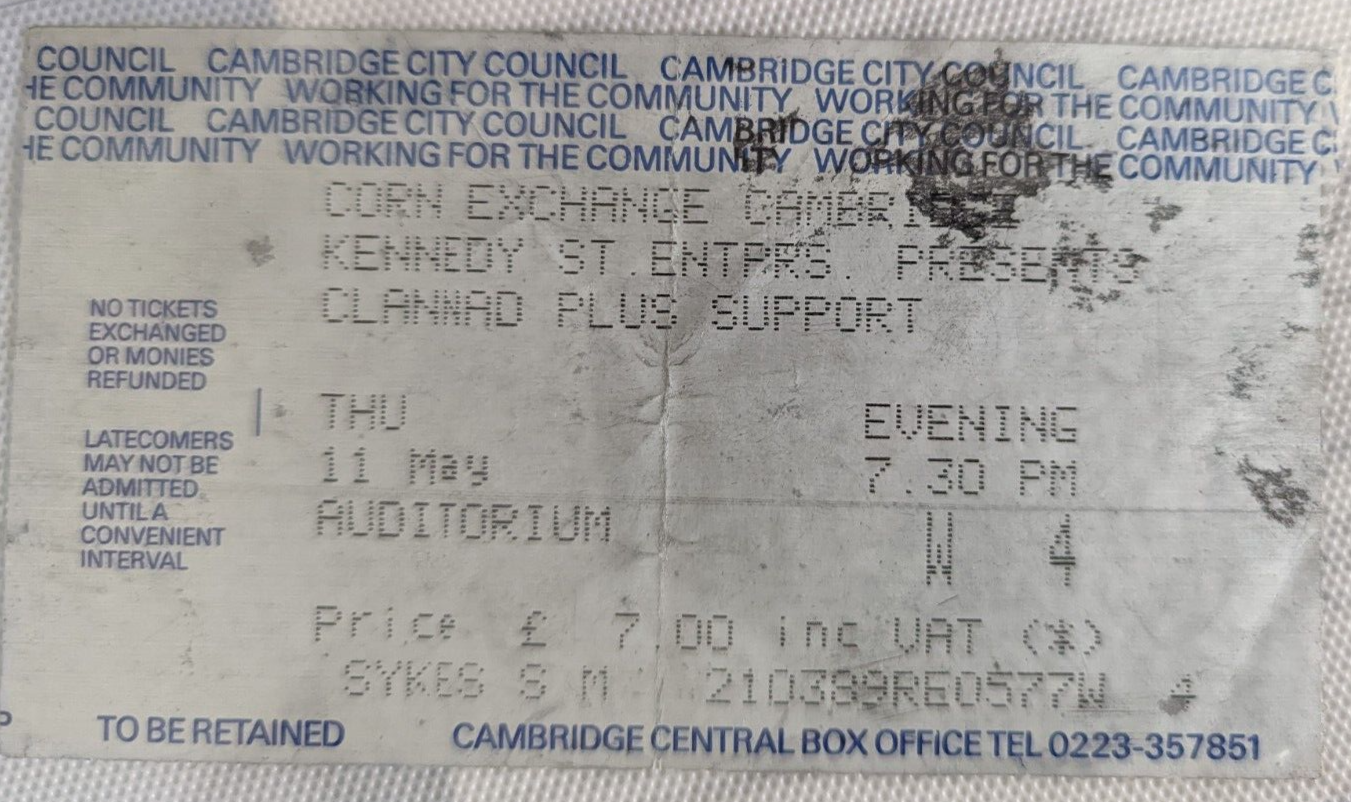 COUNCIL CAMBRIDGE CITY COUNCIL CAMBRIDGE CITY COUNCIL CAMBRIDGE C
HE COMMUNITY WORKING FOR THE COMMUNITY WORKING FOR THE COMMUNITY
COUNCIL CAMBRIDGE CITY COUNCIL CAMBRIDGE CITY COUNCIL CAMBRIDGE C
HE COMMUNITY WORKING FOR THE COMMUNITY WORKING FOR THE COMMUNITY
CORN EXCHANGE
KENNEDY ST.ENTPRS. PRESENTS
CLANNAD PLUS SUPPORT
NO TICKETS
EXCHANGED
OR MONIES
REFUNDED
THU EVENING
LATECOMERS
MAY NOT BE
ADMITTED
UNTIL A
CONVENIENT
INTERVAL
11 May 7.30 PM
AUDITORIUM W 4
Price £ 7.00 inc VAT (*)
SYKES S M 210389RE0577W 4
P TO BE RETAINED CAMBRIDGE CENTRAL BOX OFFICE TEL 0223-357851